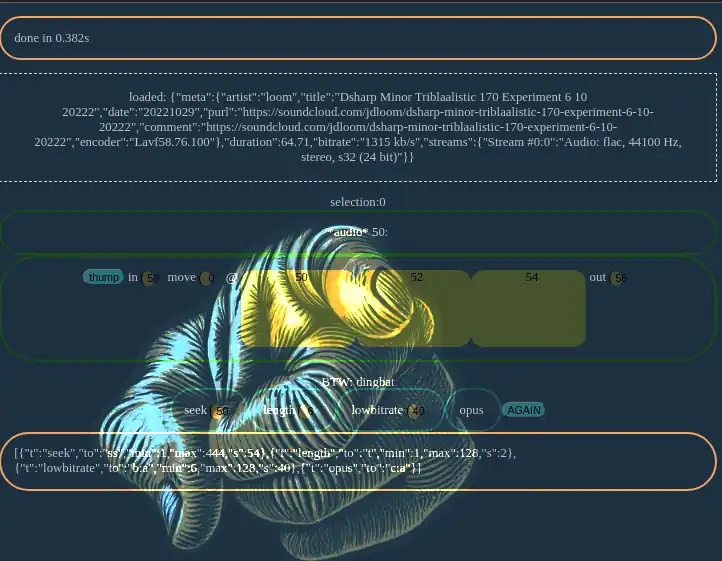 done in 0.382s
loaded: {"meta":{"artist":"loom","title":"Dsharp Minor Triblaalistic 170 Experiment 6 10
20222","date":"20221029","purl":"https://soundcloud.com/jdloom/dsharp-minor-triblaalistic-170-experiment-6-10-
20222","comment":"https://soundcloud.com/jdloom/dsharp-minor-triblaalistic-170-experiment-6-10-
20222","encoder":"Lavf58.76.100"},"duration":64.71,"bitrate":"1315 kb/s","streams":{"Stream #0:0":"Audio: flac, 44100 Hz,
stereo, s32 (24 bit)"}}
selection:0
*audio* 50:
thump in 50 move 0 @ 50 52 54 out 56
BTW: dingbat
seek 50 length 6 lowbitrate 40 opus AGAIN
[{"t":"seek","to":"ss","min":1,"max":444,"s":54},{"t":"length","to":"t","min":1,"max":128,"s":2},
{"t":"lowbitrate","to":"b:a","min":6,"max":128,"s":40},{"t":"opus","to":"c:a"}]